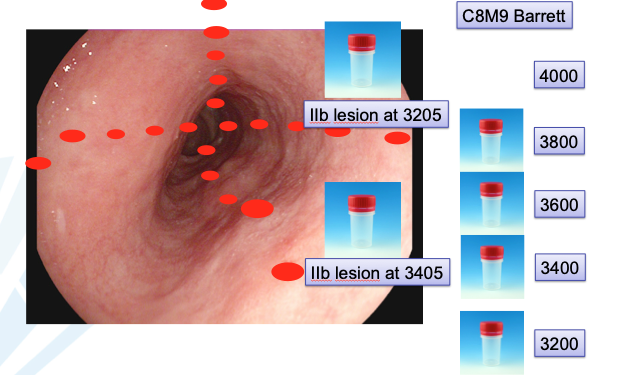 C8M9 Barrett
4000
IIb lesion at 3205
3800
3600
IIb lesion at 3405
3400
3200